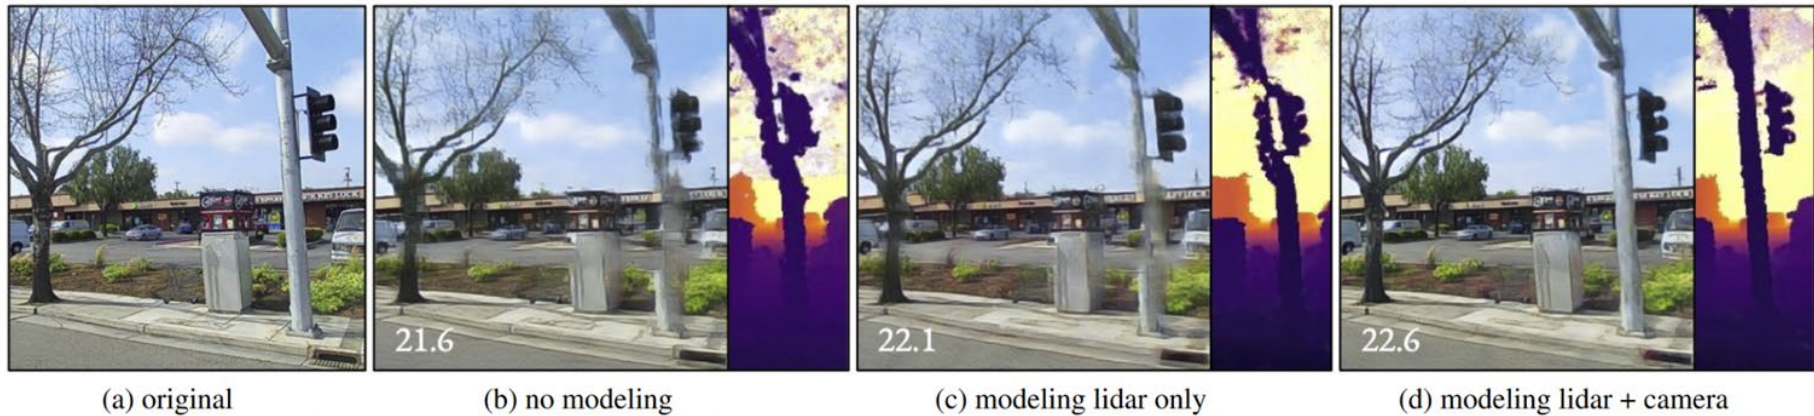 21.6
22.1
22.6
(a) original
(b) no modeling
(c) modeling lidar only
(d) modeling lidar + camera